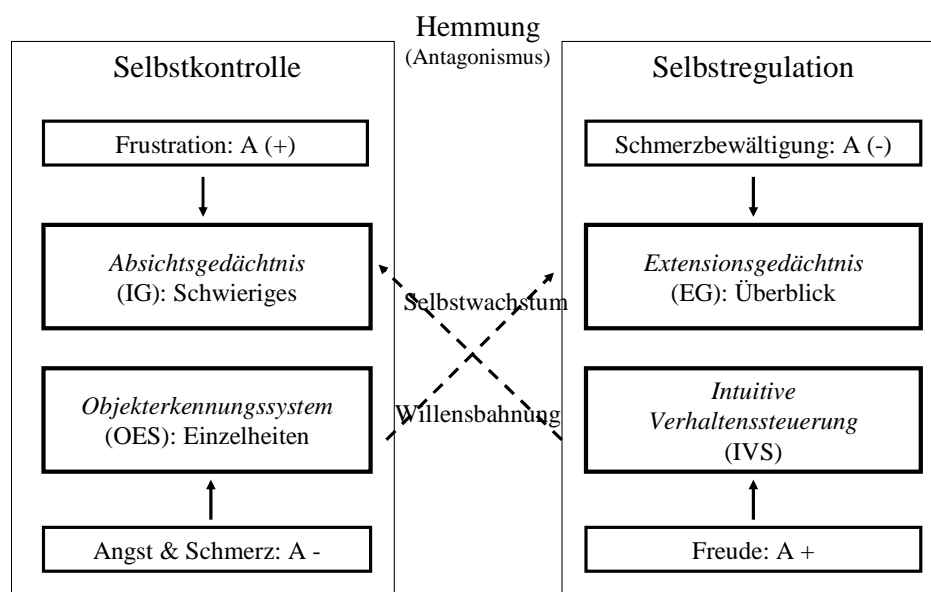 Hemmung
(Antagonismus)
Selbstkontrolle
Frustration: A (+)
Absichtsgedächtnis
(IG): Schwieriges
Objekterkennungssystem
(OES): Einzelheiten
Angst & Schmerz: A -
Selbstwachstum
Willensbahnung
Selbstregulation
Schmerzbewältigung: A (-)
Extensionsgedächtnis
(EG): Überblick
Intuitive
Verhaltenssteuerung
(IVS)
Freude: A +